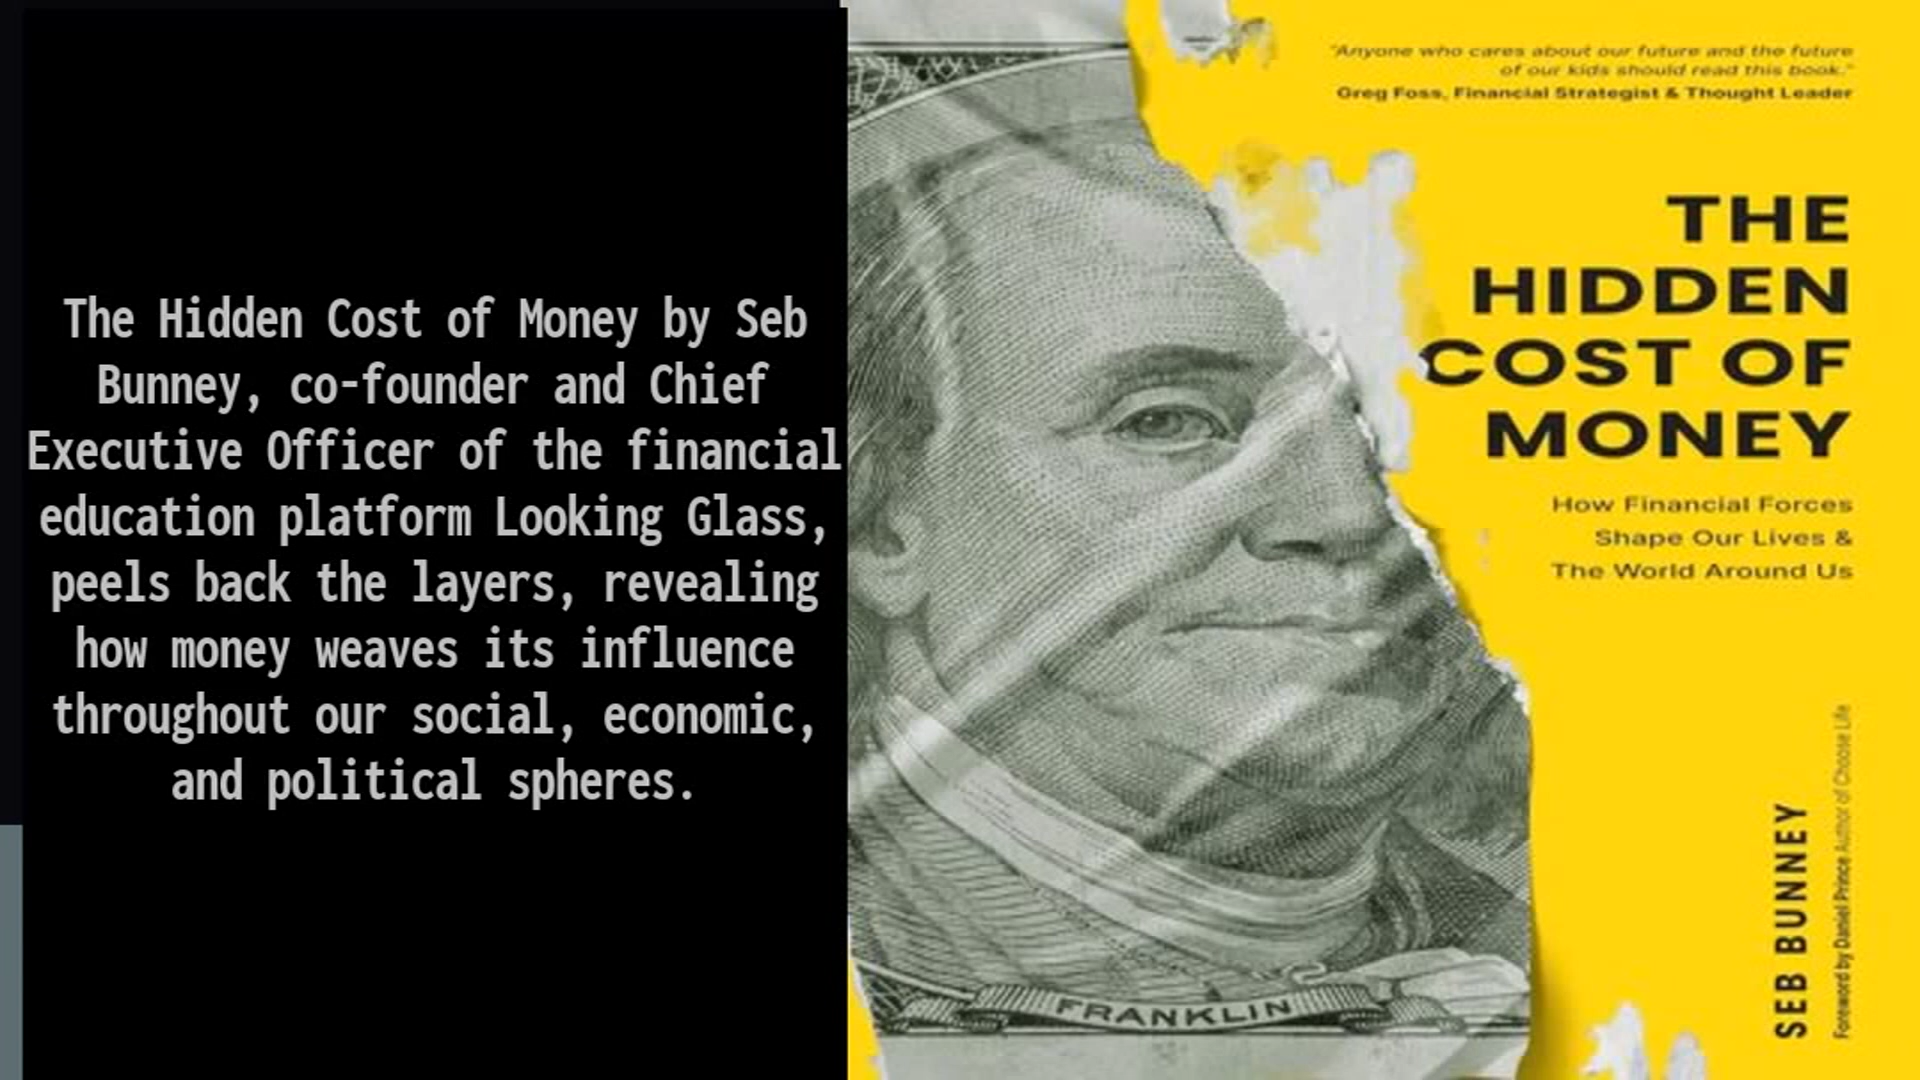 The Hidden Cost of Money by Seb
Bunney, co-founder and Chief
Executive Officer of the financial
education platform Looking Glass,
peels back the layers, revealing
how money weaves its influence
throughout our social, economic,
and political spheres.
"Anyone who cares about our future and the future
of our kids should read this book."
Greg Foss, Financial Strategist & Thought Leader
THE
HIDDEN
COST OF
MONEY
How Financial Forces
Shape Our Lives &
The World Around Us
SEB BUNNEY
Foreword by Daniel Prince Author of Choose Life
FRANKLIN